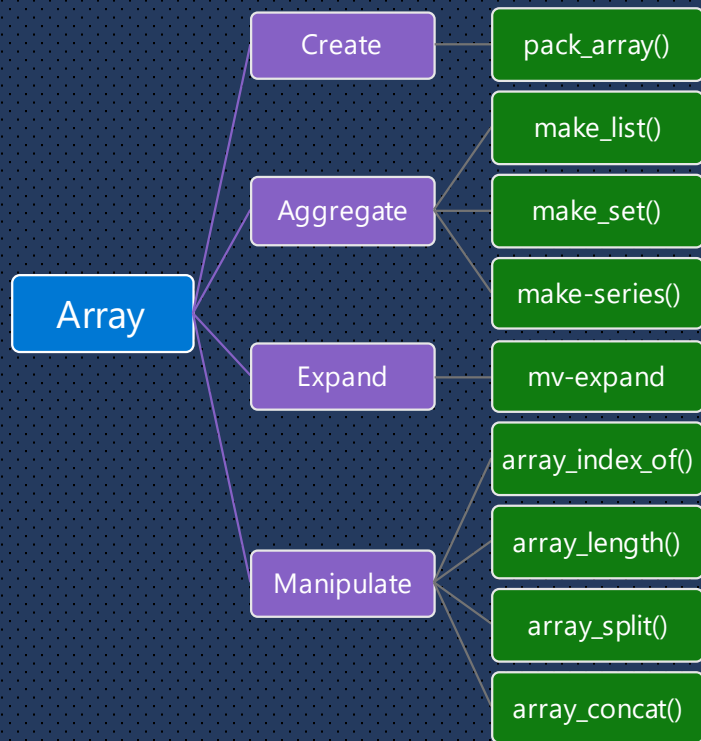 Array
Create
pack_array()
Aggregate
make_list()
make_set()
make-series()
Expand
mv-expand
Manipulate
array_index_of()
array_length()
array_split()
array_concat()